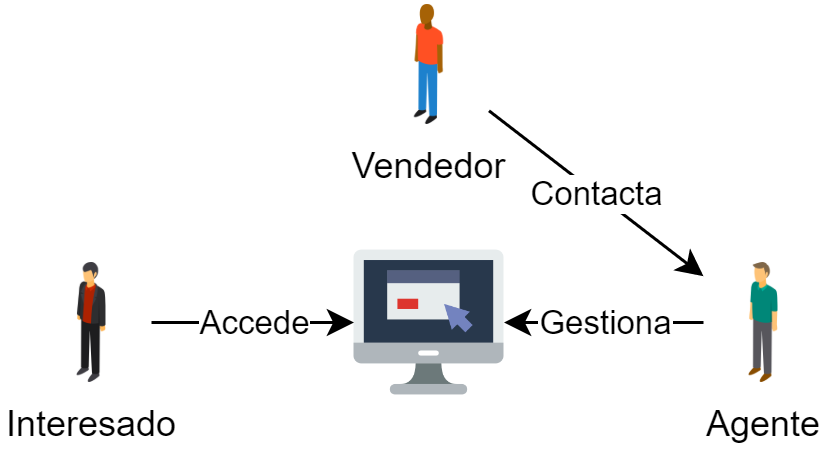 Vendedor
Contacta
Accede
Gestiona
Interesado
Agente